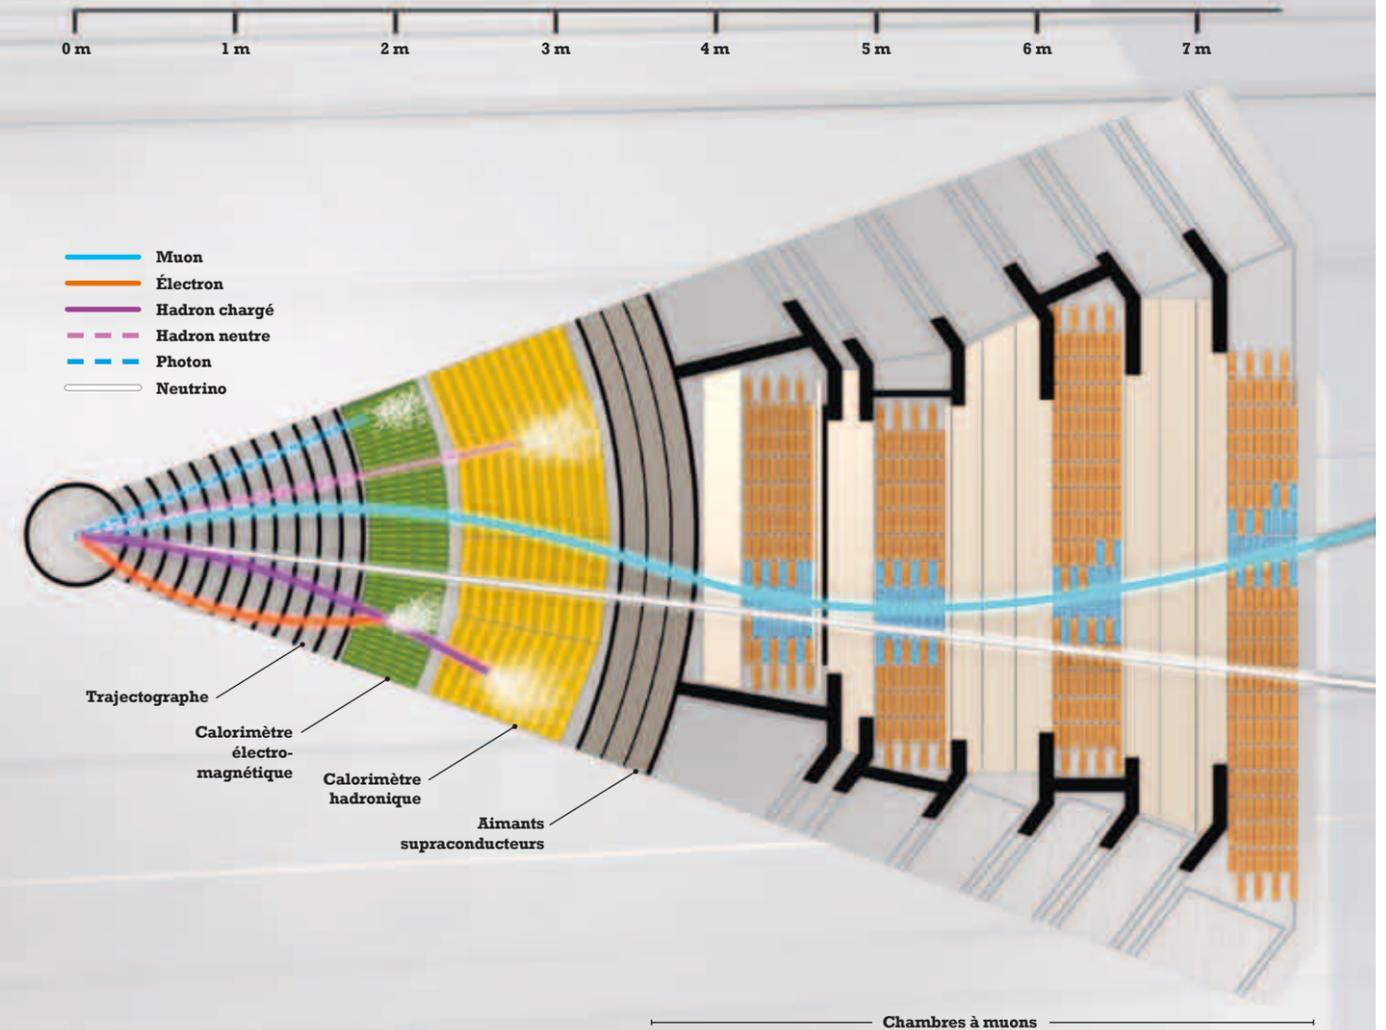 0 m 1 m 2 m 3 m 4 m 5 m 6 m 7 m
Muon
Électron
Hadron chargé
Hadron neutre
Photon
Neutrino
Trajectographe
Calorimètre
électro-
magnétique
Calorimètre
hadronique
Aimants
supraconducteurs
Chambres à muons